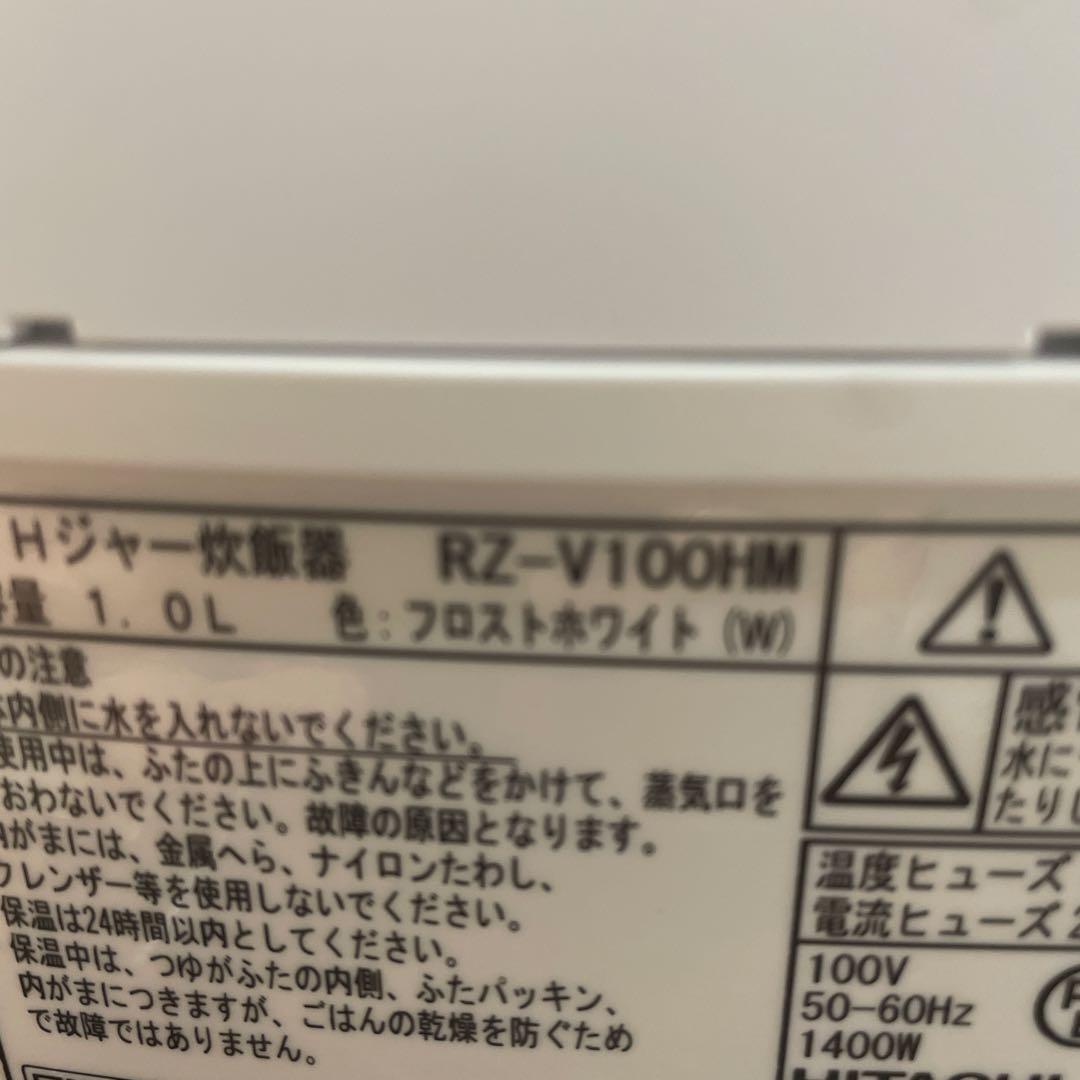 Hジャー炊飯器 RZ-V100HM
容量 1.0L 色:フロストホワイト(W)
の注意
体内側に水を入れないでください。
使用中は、ふたの上にふきんなどをかけて、蒸気口を
おわないでください。故障の原因となります。
内がまには、金属へら、ナイロンたわし、
クレンザー等を使用しないでください。
保温は24時間以内としてください。
保温中は、つゆがふたの内側、ふたパッキン、
内がまにつきますが、ごはんの乾燥を防ぐため
で故障ではありません。
感
水に
たりし
温度ヒューズ
電流ヒューズ
100V
50-60Hz
1400W
HITACHI